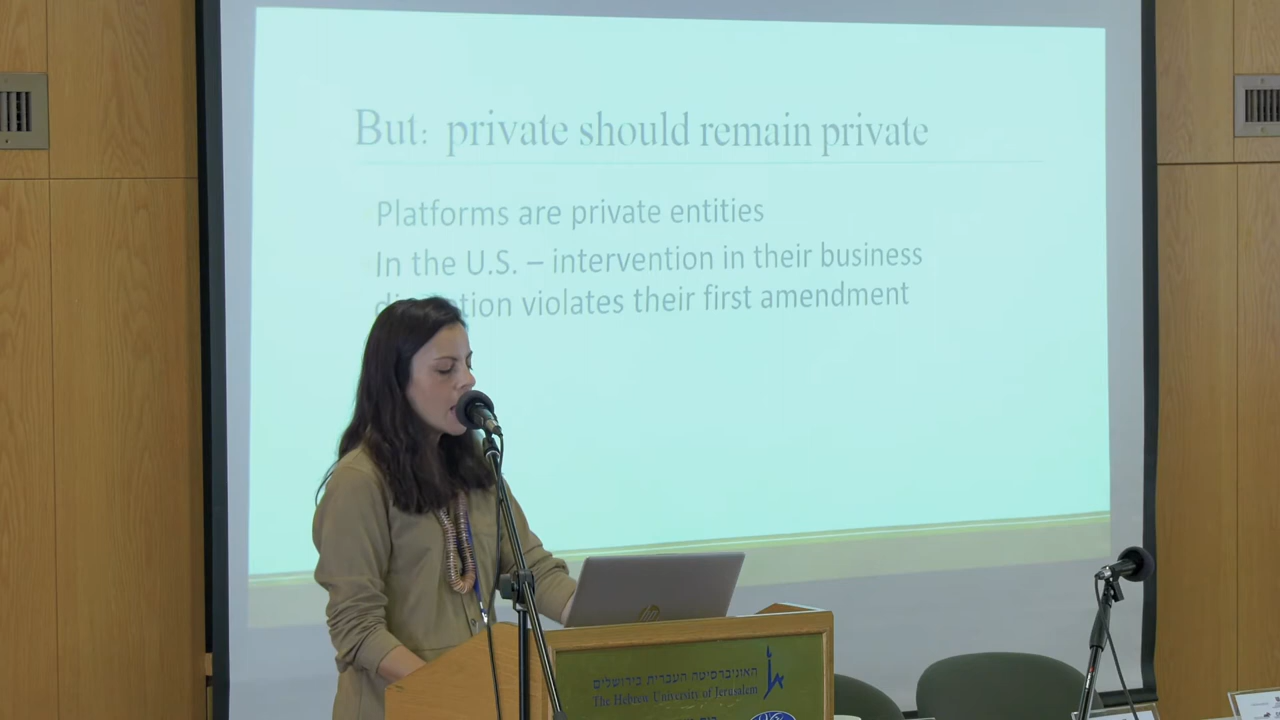 But: private should remain private
Platforms are private entities
In the U.S. – intervention in their business
violates their first amendment
האוניברסיטה העברית בירושלים
The Hebrew University of Jerusalem